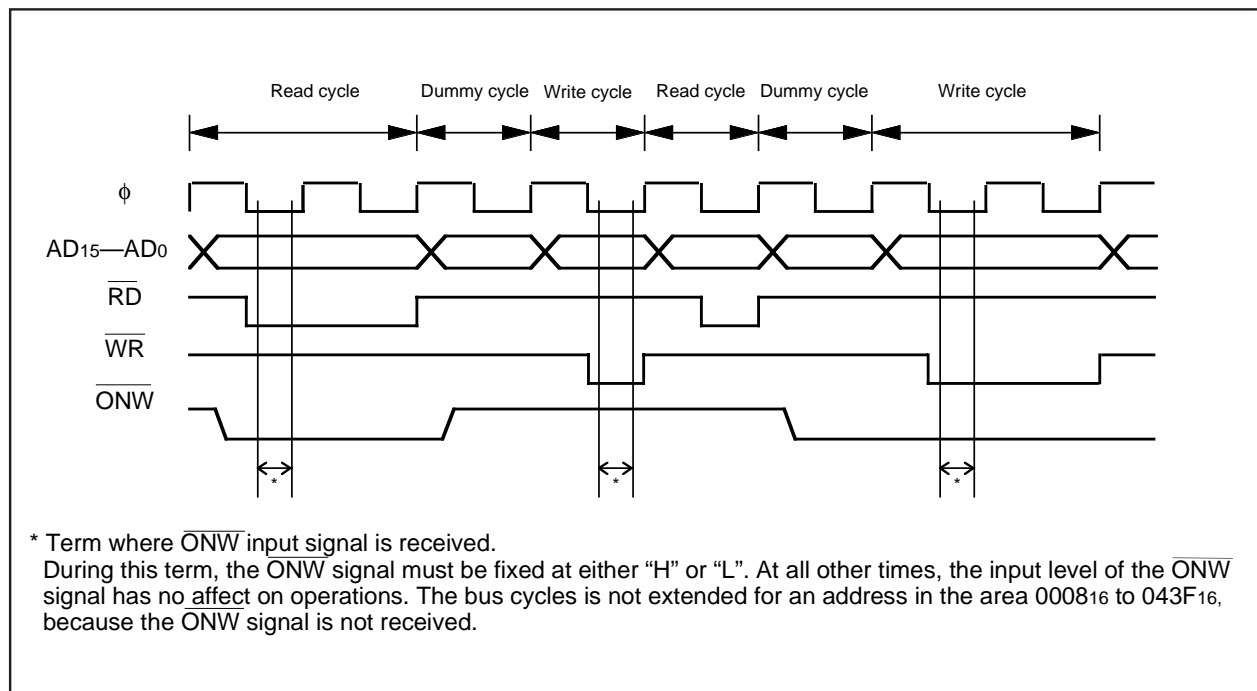 Read cycle Dummy cycle Write cycle Read cycle Dummy cycle Write cycle
ϕ
AD15—AD0
RD
WR
ONW
* * *
* Term where ONW input signal is received.
During this term, the ONW signal must be fixed at either “H” or “L”. At all other times, the input level of the ONW
signal has no affect on operations. The bus cycles is not extended for an address in the area 000816 to 043F16,
because the ONW signal is not received.